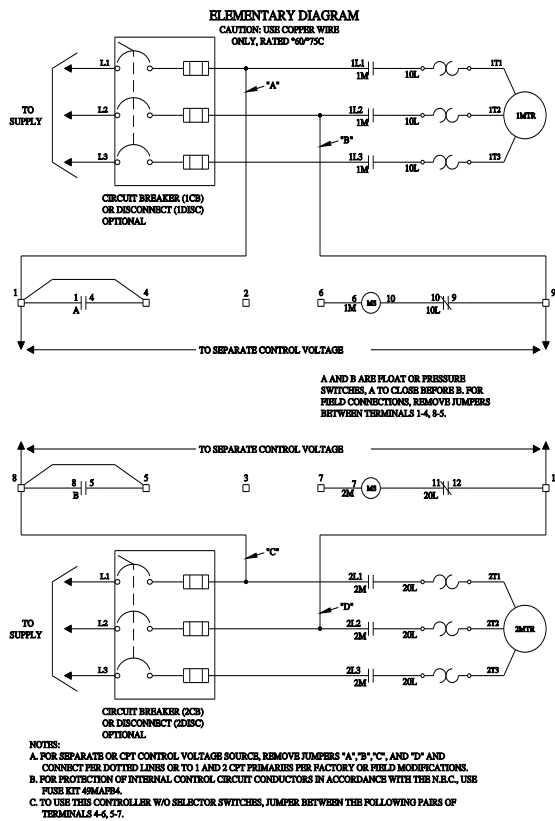 ELEMENTARY DIAGRAM
CAUTION: USE COPPER WIRE
ONLY, RATED °60/°75C
L1
1L1
1M
10L
1T1
"A"
TO
SUPPLY
L2
1L2
1M
10L
1T2
1MTR
"B"
L3
1L3
1M
10L
1T3
CIRCUIT BREAKER (1CB)
OR DISCONNECT (1DISC)
OPTIONAL
1
1
4
A
4
2
6
6
1M
MS
10
10
9
10L
9
TO SEPARATE CONTROL VOLTAGE
A AND B ARE FLOAT OR PRESSURE
SWITCHES, A TO CLOSE BEFORE B. FOR
FIELD CONNECTIONS, REMOVE JUMPERS
BETWEEN TERMINALS 1-4, 8-5.
TO SEPARATE CONTROL VOLTAGE
8
8
5
B
5
3
7
7
2M
MS
11
12
20L
1
"C"
L1
2L1
2M
20L
2T1
"D"
TO
SUPPLY
L2
2L2
2M
20L
2T2
2MTR
L3
2L3
2M
20L
2T3
CIRCUIT BREAKER (2CB)
OR DISCONNECT (2DISC)
OPTIONAL
NOTES:
A. FOR SEPARATE OR CPT CONTROL VOLTAGE SOURCE, REMOVE JUMPERS "A","B","C", AND "D" AND
CONNECT PER DOTTED LINES OR TO 1 AND 2 CPT PRIMARIES PER FACTORY OR FIELD MODIFICATIONS.
B. FOR PROTECTION OF INTERNAL CONTROL CIRCUIT CONDUCTORS IN ACCORDANCE WITH THE N.E.C., USE
FUSE KIT 49MAFB4.
C. TO USE THIS CONTROLLER W/O SELECTOR SWITCHES, JUMPER BETWEEN THE FOLLOWING PAIRS OF
TERMINALS 4-6, 5-7.